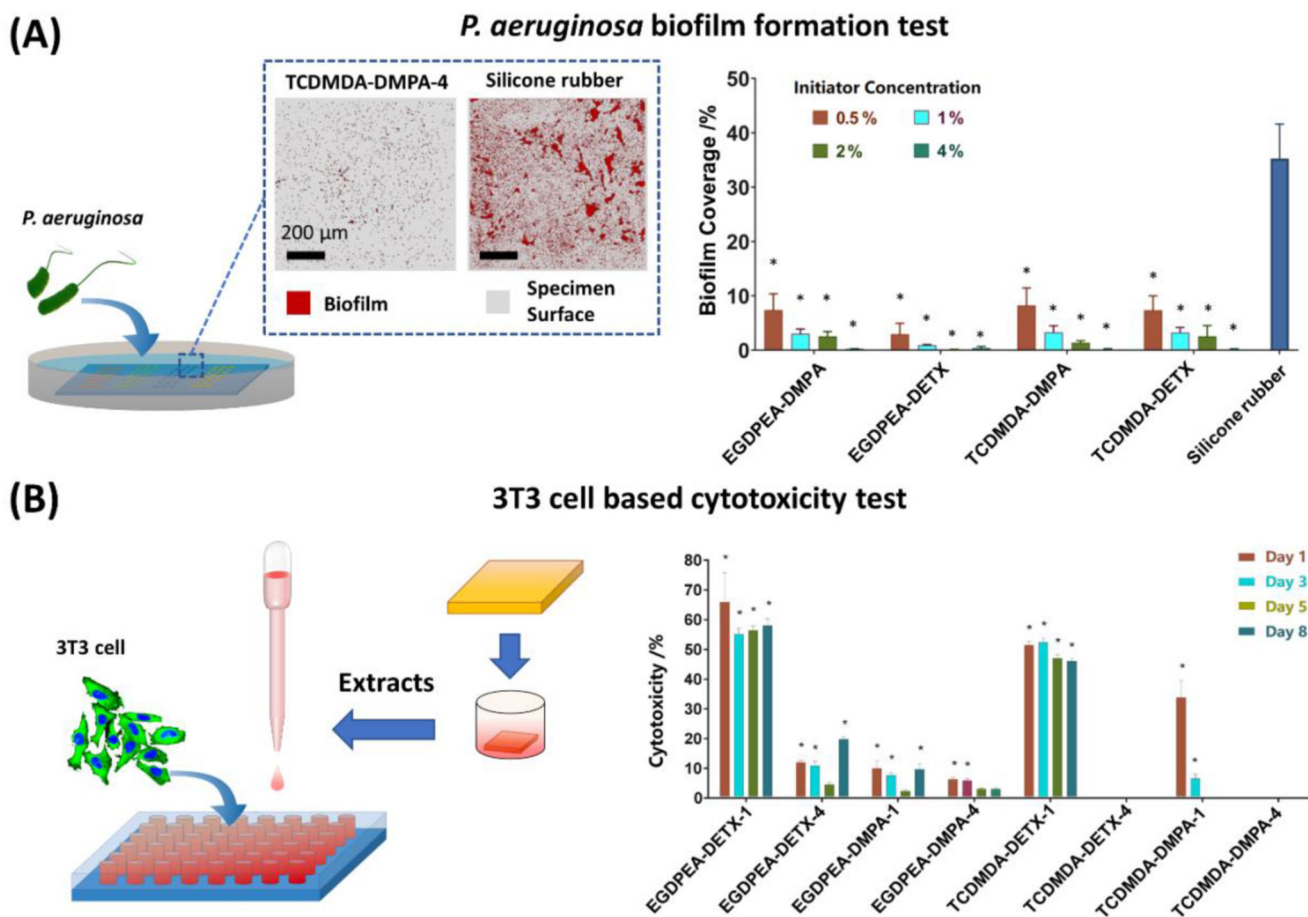 (A)
P. aeruginosa biofilm formation test
TCDMDA-DMPA-4
Silicone rubber
200 μm
Biofilm
Specimen
Surface
P. aeruginosa
Biofilm Coverage /%
50
40
30
20
10
0
Initiator Concentration
0.5 %
1 %
2 %
4 %
* * * * * * * * * * * * * * * *
EGDPEA-DMPA
EGDPEA-DETX
TCDMDA-DMPA
TCDMDA-DETX
Silicone rubber
(B)
3T3 cell based cytotoxicity test
3T3 cell
Extracts
Cytotoxicity /%
80
70
60
50
40
30
20
10
0
Day 1
Day 3
Day 5
Day 8
* * * * * * * * * * * * * * * * * *
EGDPEA-DETX-1
EGDPEA-DETX-4
EGDPEA-DMPA-1
EGDPEA-DMPA-4
TCDMDA-DETX-1
TCDMDA-DETX-4
TCDMDA-DMPA-1
TCDMDA-DMPA-4